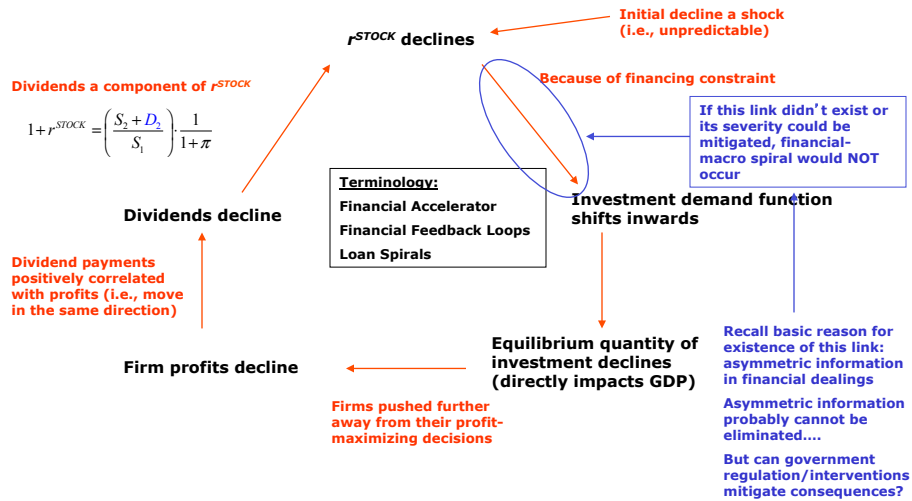 Initial decline a shock
(i.e., unpredictable)
r^STOCK declines
Because of financing constraint
Dividends a component of r^STOCK
1 + r^STOCK = ( (S₂ + D₂) / S₁ ) · 1 / (1 + π)
If this link didn't exist or
its severity could be
mitigated, financial-
macro spiral would NOT
occur
Terminology:
Financial Accelerator
Financial Feedback Loops
Loan Spirals
Investment demand function
shifts inwards
Dividends decline
Dividend payments
positively correlated
with profits (i.e., move
in the same direction)
Firm profits decline
Equilibrium quantity of
investment declines
(directly impacts GDP)
Firms pushed further
away from their profit-
maximizing decisions
Recall basic reason for
existence of this link:
asymmetric information
in financial dealings
Asymmetric information
probably cannot be
eliminated....
But can government
regulation/interventions
mitigate consequences?